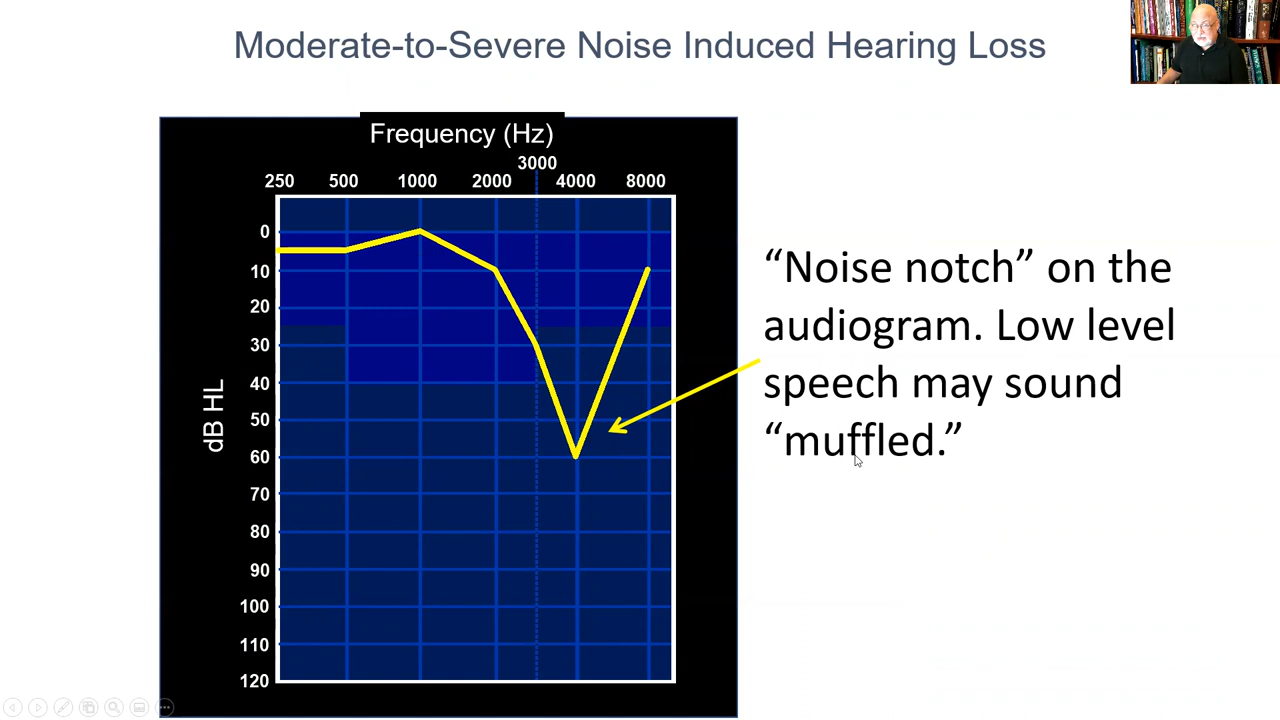 Moderate-to-Severe Noise Induced Hearing Loss
Frequency (Hz)
3000
250 500 1000 2000 4000 8000
0
10
20
30
40
50
60
70
80
90
100
110
120
dB HL
“Noise notch” on the
audiogram. Low level
speech may sound
“muffled.”